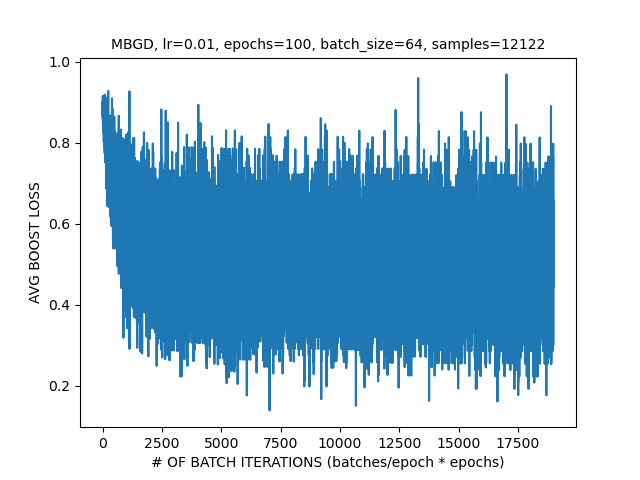 MBGD, lr=0.01, epochs=100, batch_size=64, samples=12122
AVG BOOST LOSS
1.0
0.8
0.6
0.4
0.2
0 2500 5000 7500 10000 12500 15000 17500
# OF BATCH ITERATIONS (batches/epoch * epochs)